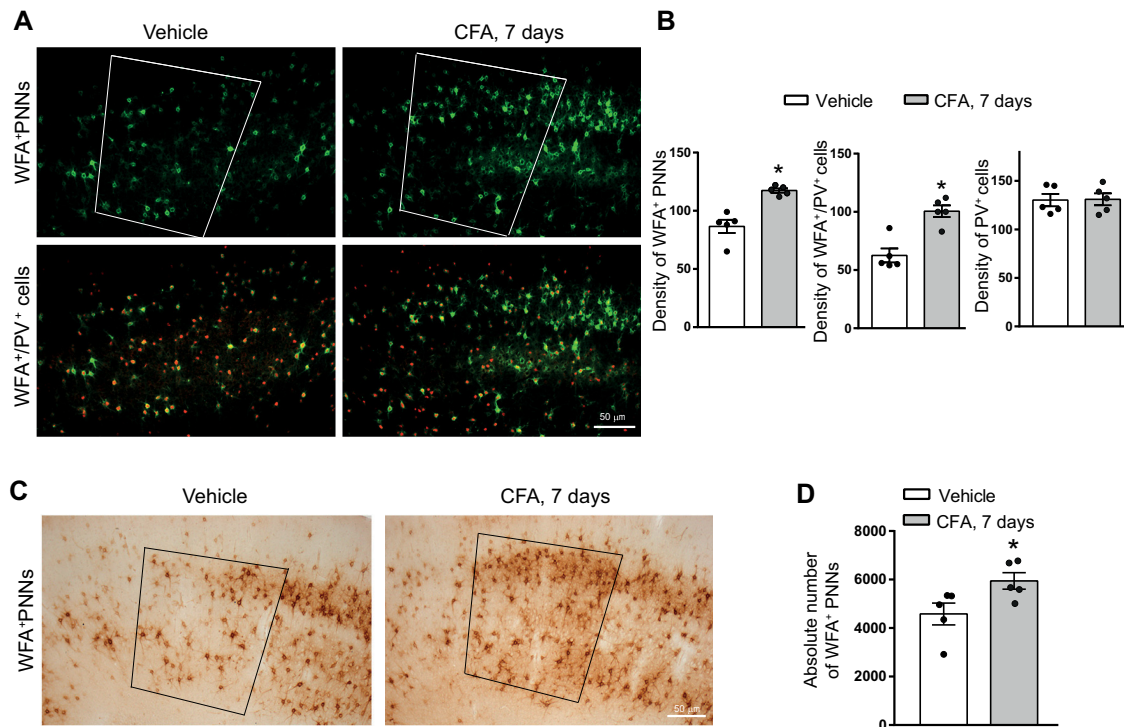 A
Vehicle
CFA, 7 days
WFA⁺PNNs
WFA⁺/PV⁺ cells
50 μm
B
Vehicle
CFA, 7 days
Density of WFA⁺ PNNs
150
100
50
0
*
Density of WFA⁺/PV⁺ cells
150
100
50
0
*
Density of PV⁺ cells
150
100
50
0
C
Vehicle
CFA, 7 days
WFA⁺PNNs
50 μm
D
Vehicle
CFA, 7 days
Absolute number
of WFA⁺ PNNs
8000
6000
4000
2000
0
*